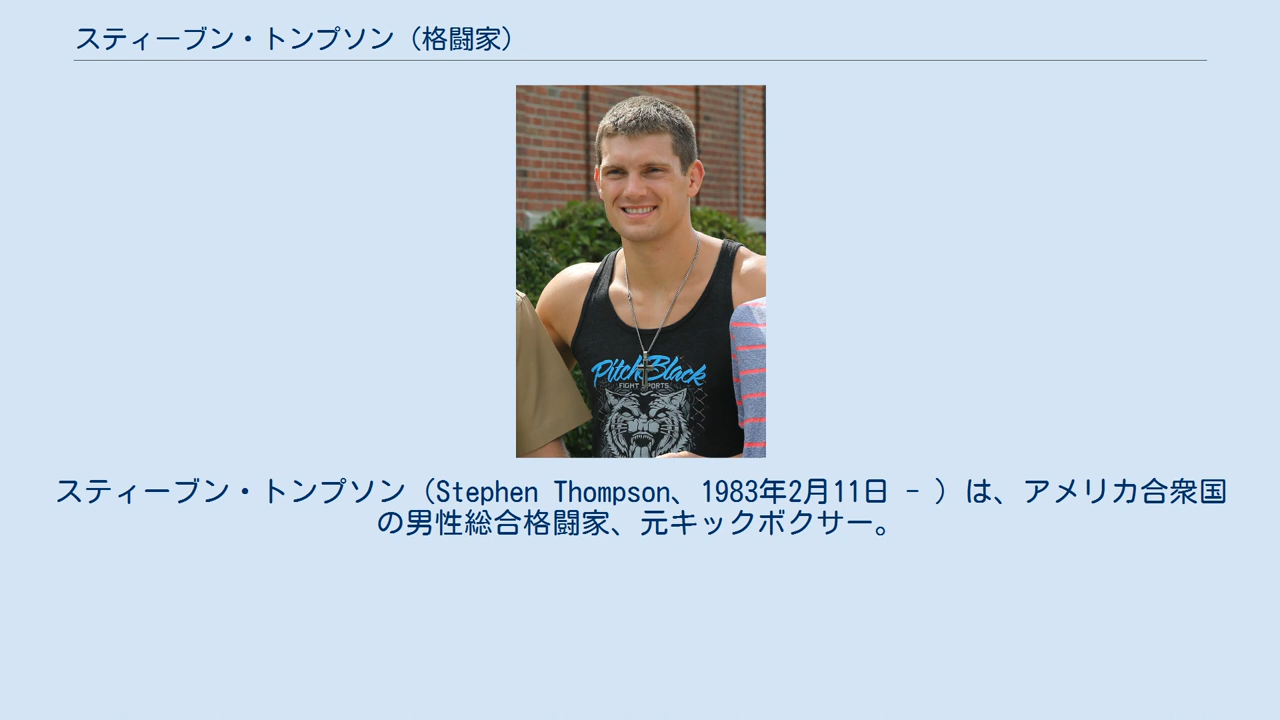 スティーブン・トンプソン（格闘家）
Pitch Black
FIGHT SPORTS
スティーブン・トンプソン（Stephen Thompson、1983年2月11日 - ）は、アメリカ合衆国
の男性総合格闘家、元キックボクサー。